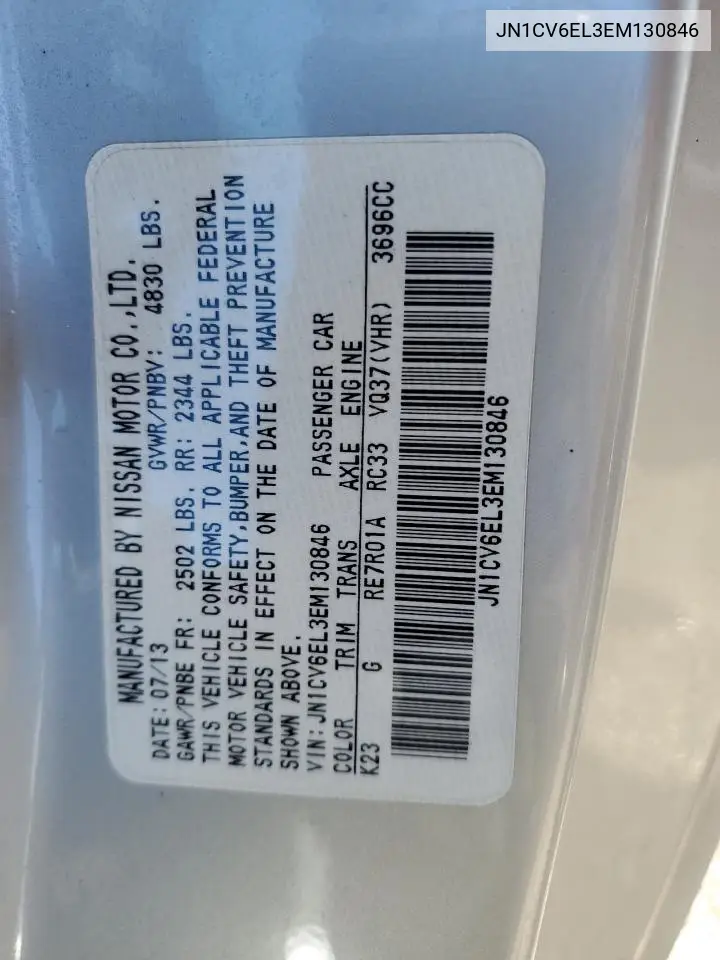 JN1CV6EL3EM130846
MANUFACTURED BY NISSAN MOTOR CO.,LTD.
DATE: 07/13 GVWR/PNBV: 4830 LBS.
GAWR/PNBE FR: 2502 LBS. RR: 2344 LBS.
THIS VEHICLE CONFORMS TO ALL APPLICABLE FEDERAL
MOTOR VEHICLE SAFETY,BUMPER,AND THEFT PREVENTION
STANDARDS IN EFFECT ON THE DATE OF MANUFACTURE
SHOWN ABOVE.
VIN:JN1CV6EL3EM130846 PASSENGER CAR
COLOR TRIM TRANS AXLE ENGINE
K23 G RE7R01A RC33 VQ37(VHR) 3696CC
JN1CV6EL3EM130846